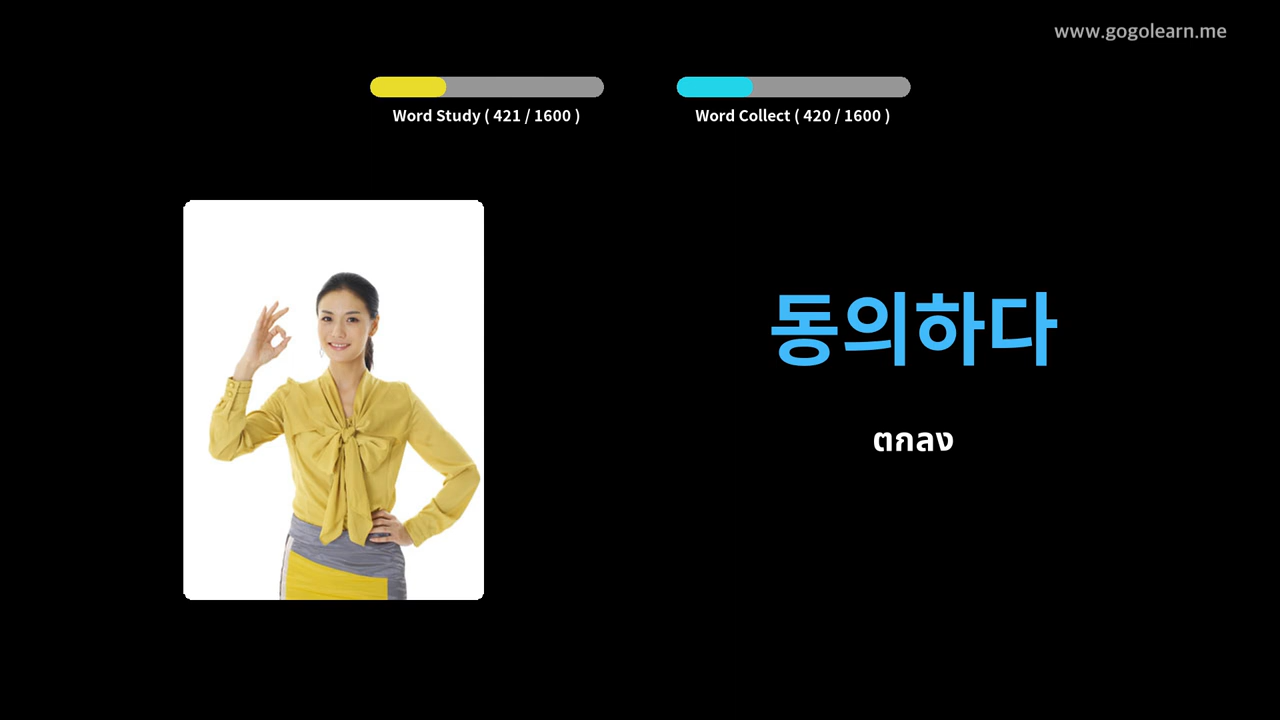 www.gogolearn.me
Word Study ( 421 / 1600 )
Word Collect ( 420 / 1600 )
동의하다
ตกลง